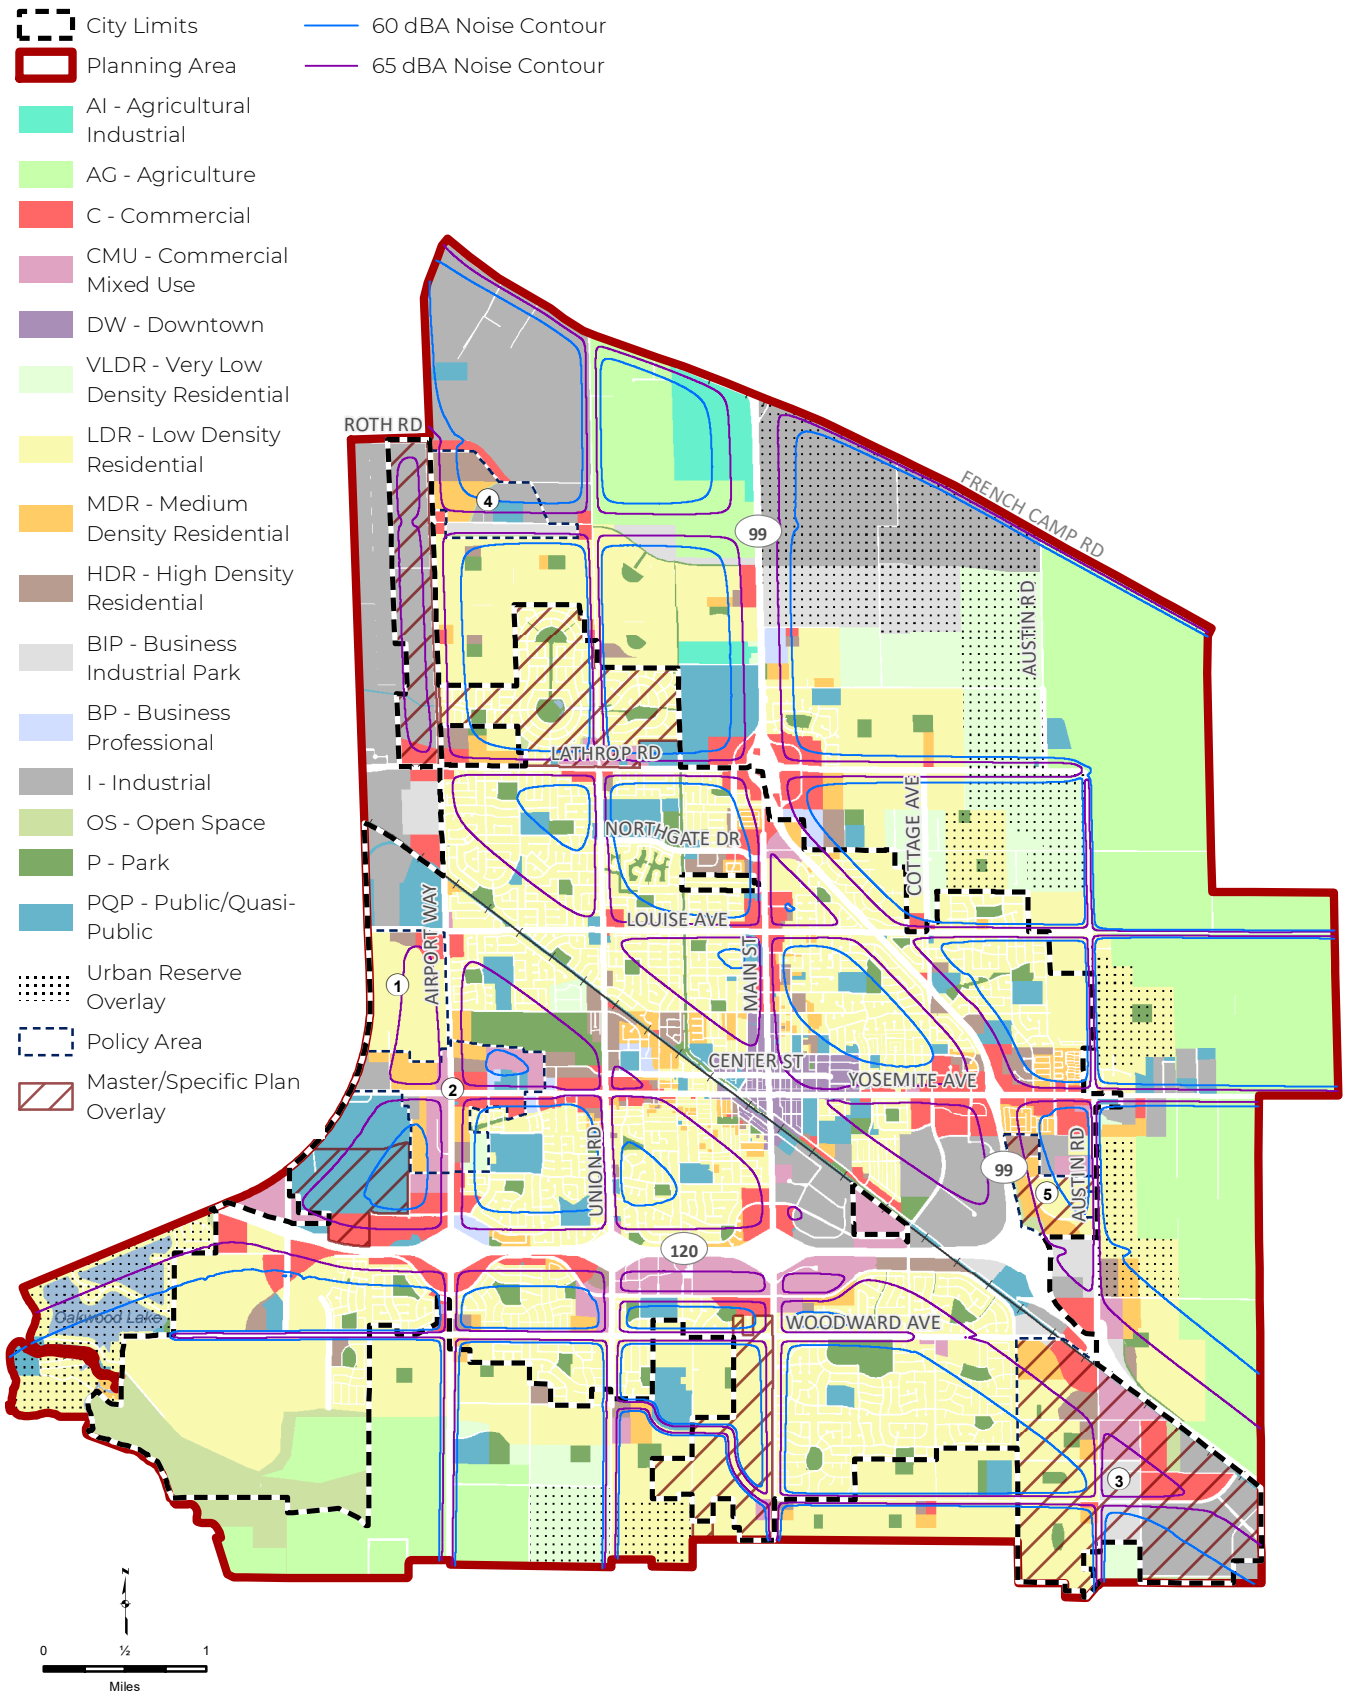 City Limits
60 dBA Noise Contour
Planning Area
65 dBA Noise Contour
AI - Agricultural
Industrial
AG - Agriculture
C - Commercial
CMU - Commercial
Mixed Use
DW - Downtown
VLDR - Very Low
Density Residential
LDR - Low Density
Residential
MDR - Medium
Density Residential
HDR - High Density
Residential
BIP - Business
Industrial Park
BP - Business
Professional
I - Industrial
OS - Open Space
P - Park
PQP - Public/Quasi-
Public
Urban Reserve
Overlay
Policy Area
Master/Specific Plan
Overlay
ROTH RD
FRENCH CAMP RD
4
99
AUSTIN RD
LATHROP RD
COTTAGE AVE
NORTHGATE DR
LOUISE AVE
AIRPORT WAY
MAIN ST
1
CENTER ST
YOSEMITE AVE
2
UNION RD
99
AUSTIN RD
5
120
Oakwood Lake
WOODWARD AVE
3
N
0 ½ 1
Miles